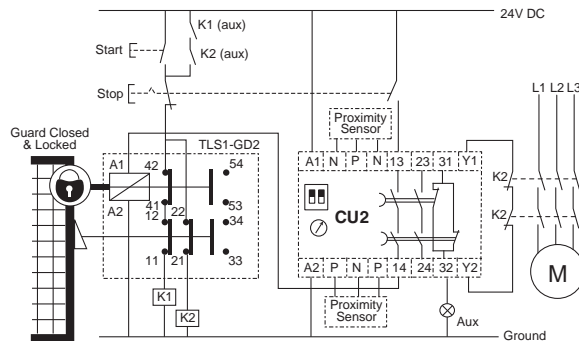 24V DC
K1 (aux)
Start
K2 (aux)
Stop
L1 L2 L3
Proximity
Sensor
Guard Closed
& Locked
TLS1-GD2
A1 42 54
A1 N P N 13 23 31 Y1
K2
A2 41 53
12 22 34
CU2
K2
11 21 33
A2 P N P 14 24 32 Y2
M
K1
K2
Proximity
Sensor
Aux
Ground